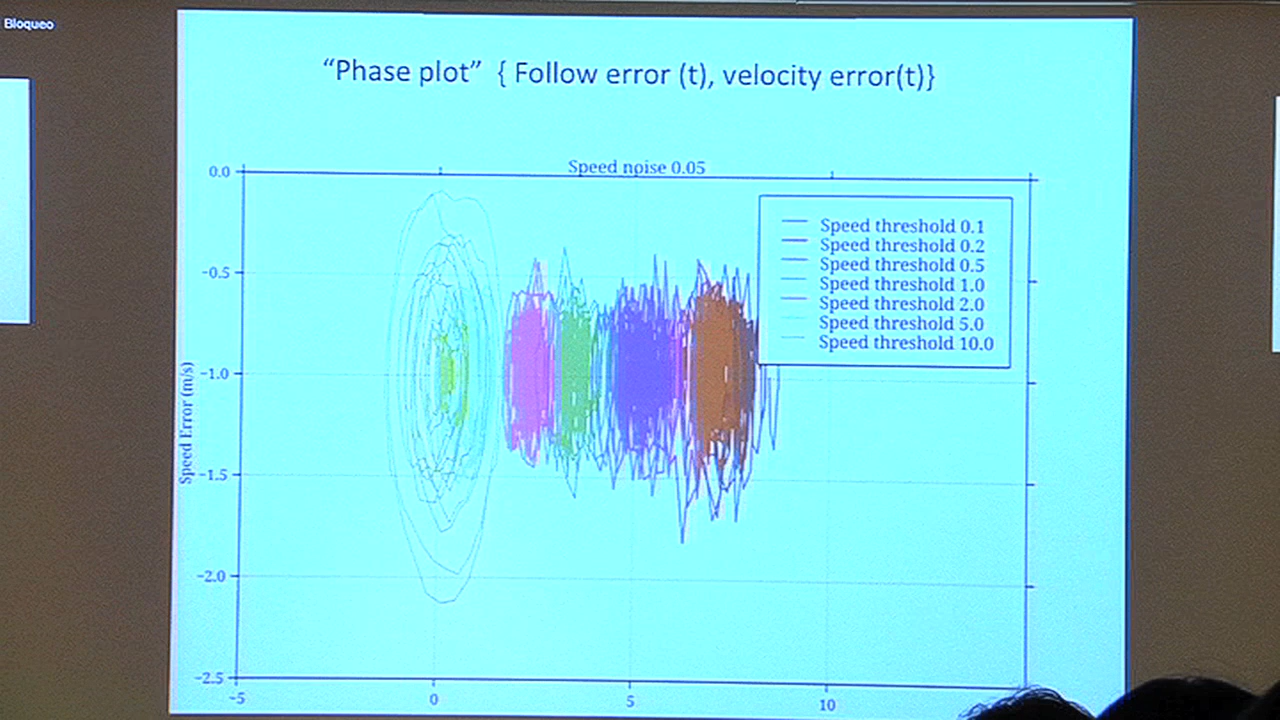 Bloqueo
“Phase plot” { Follow error (t), velocity error(t)}
Speed noise 0.05
0.0
−0.5
−1.0
−1.5
−2.0
−2.5
Speed Error (m/s)
Speed threshold 0.1
Speed threshold 0.2
Speed threshold 0.5
Speed threshold 1.0
Speed threshold 2.0
Speed threshold 5.0
Speed threshold 10.0
−5 0 5 10